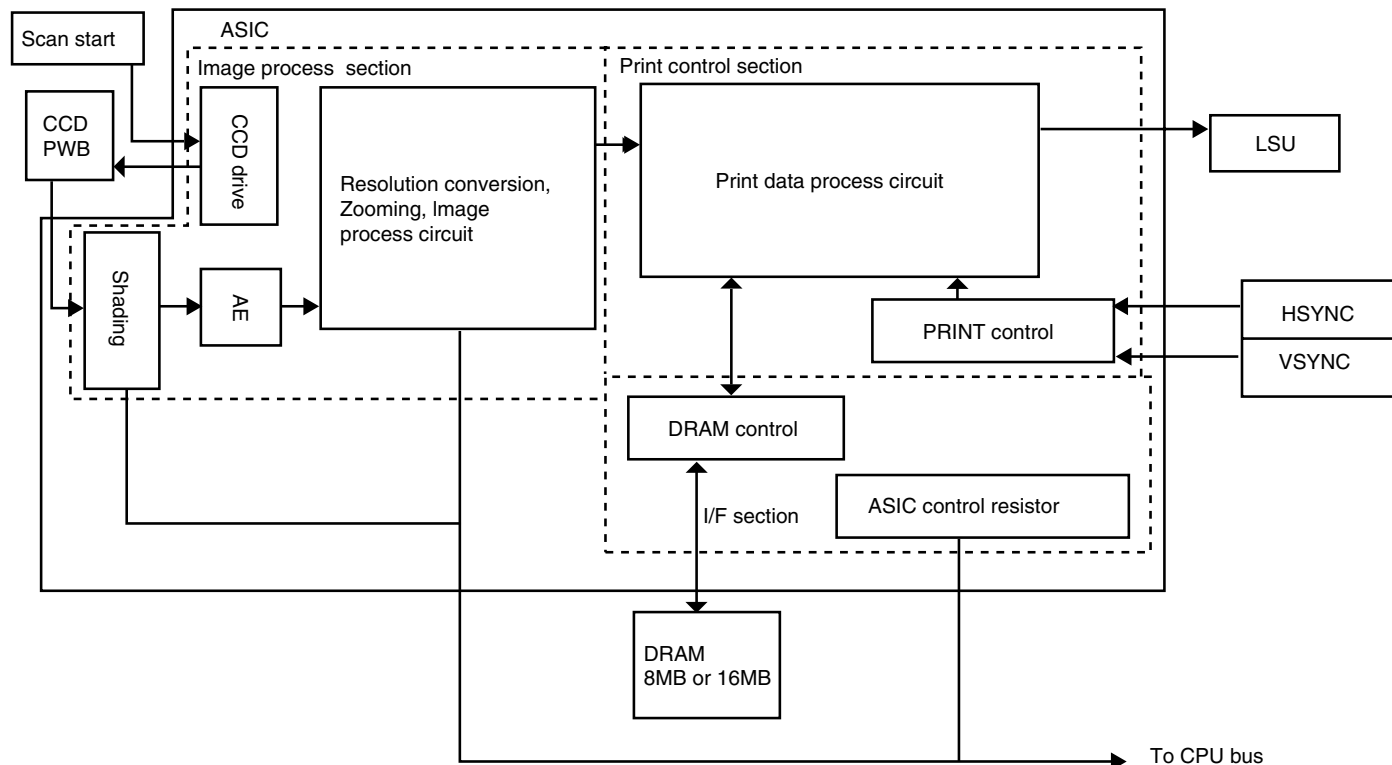 Scan start
ASIC
Image process section
Print control section
CCD
PWB
CCD drive
Resolution conversion,
Zooming, Image
process circuit
Print data process circuit
LSU
Shading
AE
PRINT control
HSYNC
VSYNC
DRAM control
ASIC control resistor
I/F section
DRAM
8MB or 16MB
To CPU bus